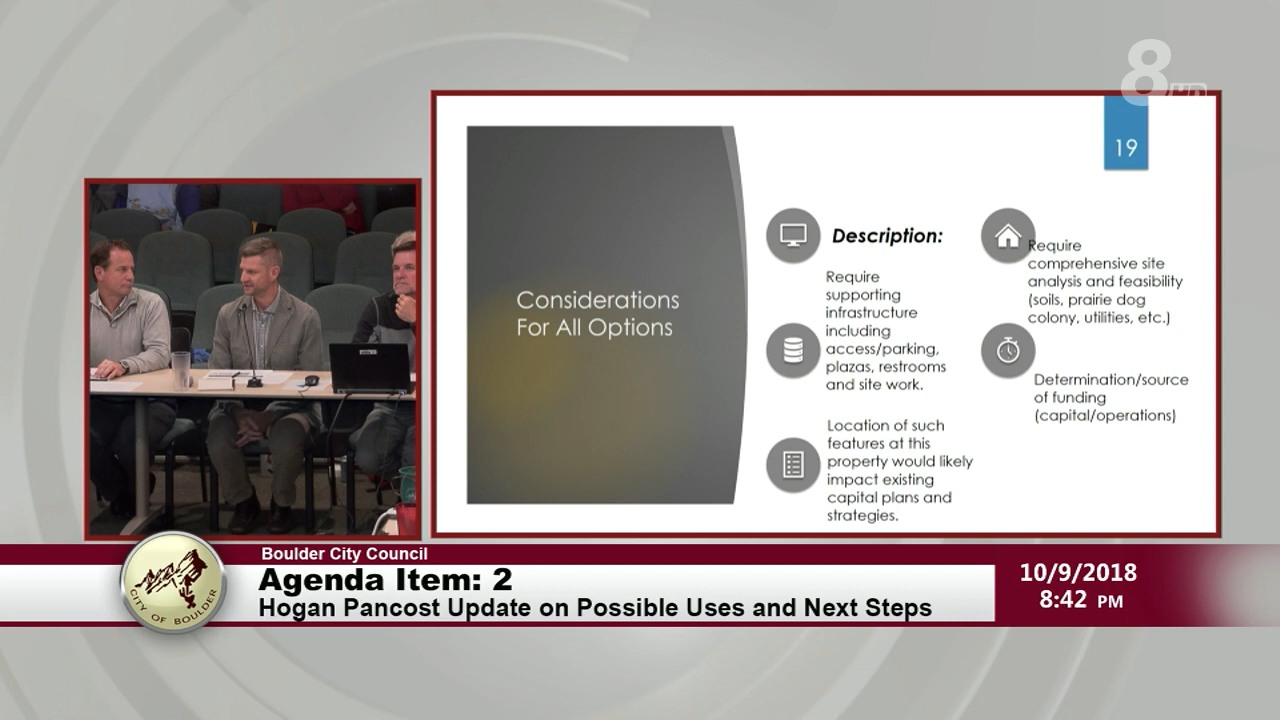 8
HD
19
Considerations
For All Options
Description:
Require
supporting
infrastructure
including
access/parking,
plazas, restrooms
and site work.
Location of such
features at this
property would likely
impact existing
capital plans and
strategies.
Require
comprehensive site
analysis and feasibility
(soils, prairie dog
colony, utilities, etc.)
Determination/source
of funding
(capital/operations)
Boulder City Council
Agenda Item: 2
Hogan Pancost Update on Possible Uses and Next Steps
10/9/2018
8:42 PM
CITY OF BOULDER